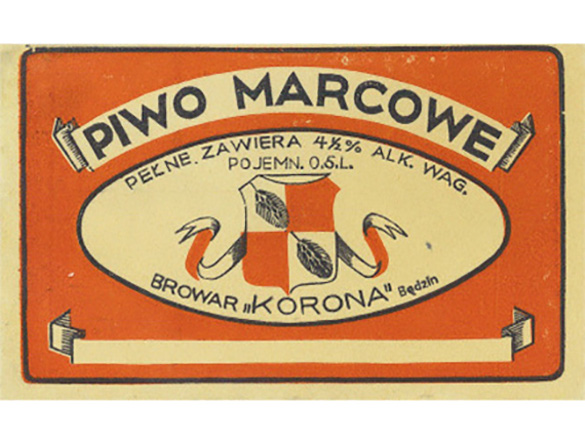 PIWO MARCOWE
PEŁNE. ZAWIERA 4½% ALK. WAG.
POJEMN. 0.5 L.
BROWAR „KORONA" Będzin